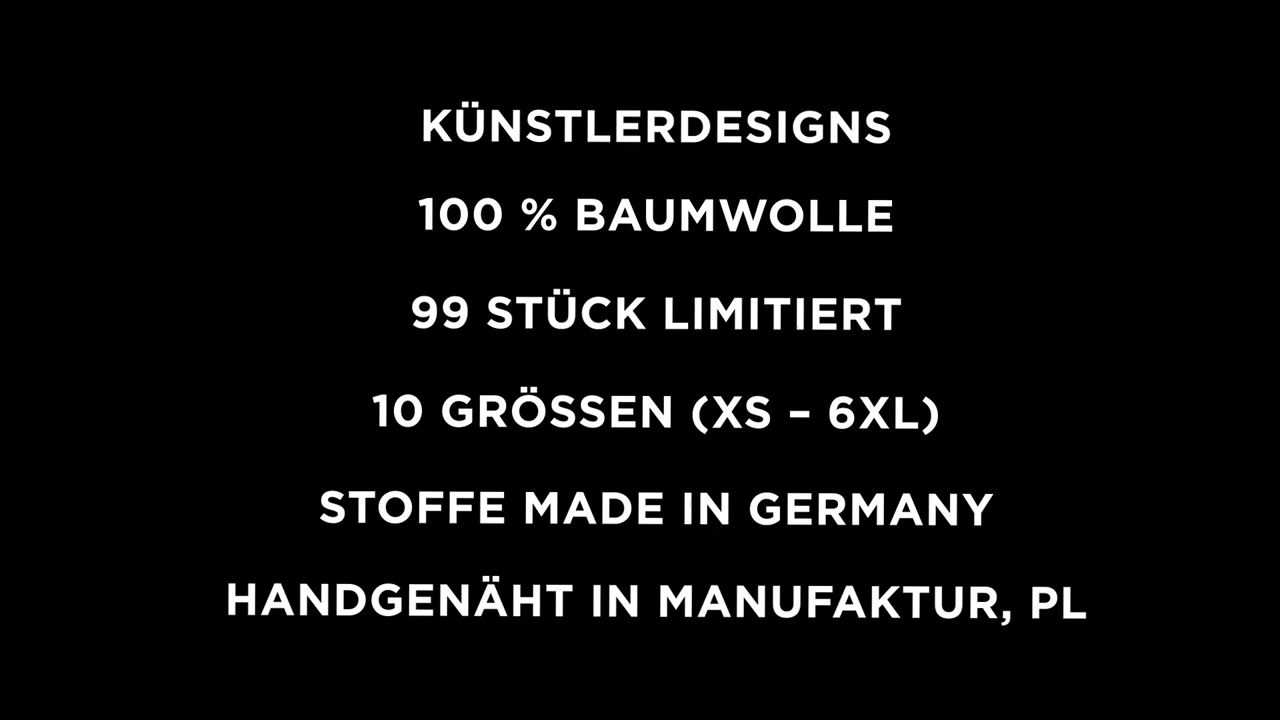 KÜNSTLERDESIGNS
100 % BAUMWOLLE
99 STÜCK LIMITIERT
10 GRÖSSEN (XS – 6XL)
STOFFE MADE IN GERMANY
HANDGENÄHT IN MANUFAKTUR, PL